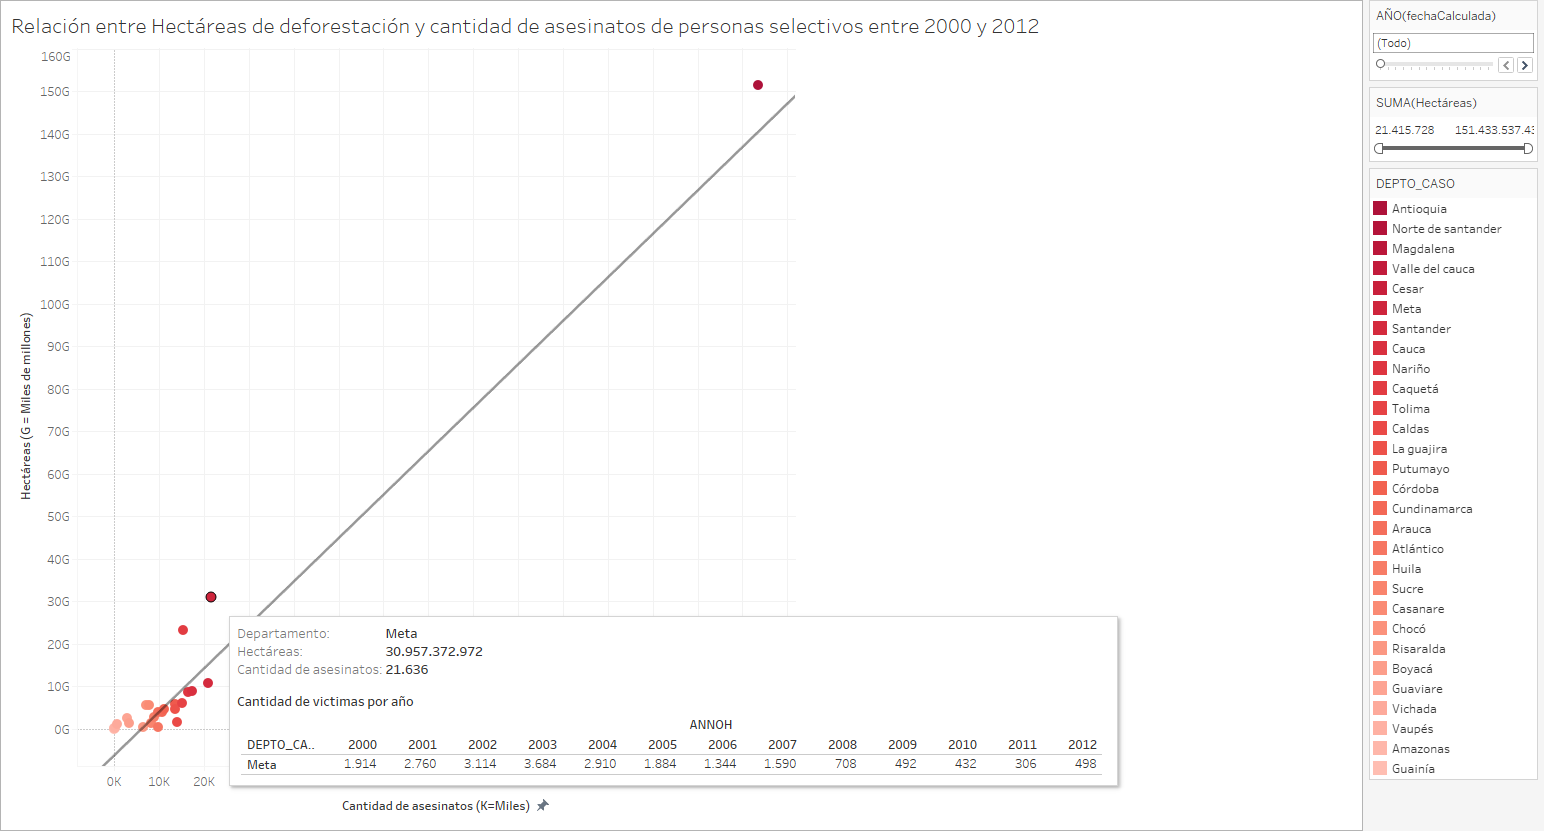 Relación entre Hectáreas de deforestación y cantidad de asesinatos de personas selectivos entre 2000 y 2012
160G
150G
140G
130G
120G
110G
100G
90G
80G
70G
60G
50G
40G
30G
20G
10G
0G
Hectáreas (G = Miles de millones)
0K 10K 20K
Cantidad de asesinatos (K=Miles)
Departamento: Meta
Hectáreas: 30.957.372.972
Cantidad de asesinatos: 21.636
Cantidad de victimas por año
ANNOH
DEPTO_CA.. 2000 2001 2002 2003 2004 2005 2006 2007 2008 2009 2010 2011 2012
Meta 1.914 2.760 3.114 3.684 2.910 1.884 1.344 1.590 708 492 432 306 498
AÑO(fechaCalculada)
(Todo)
SUMA(Hectáreas)
21.415.728 151.433.537.43
DEPTO_CASO
Antioquia
Norte de santander
Magdalena
Valle del cauca
Cesar
Meta
Santander
Cauca
Nariño
Caquetá
Tolima
Caldas
La guajira
Putumayo
Córdoba
Cundinamarca
Arauca
Atlántico
Huila
Sucre
Casanare
Chocó
Risaralda
Boyacá
Guaviare
Vichada
Vaupés
Amazonas
Guainía